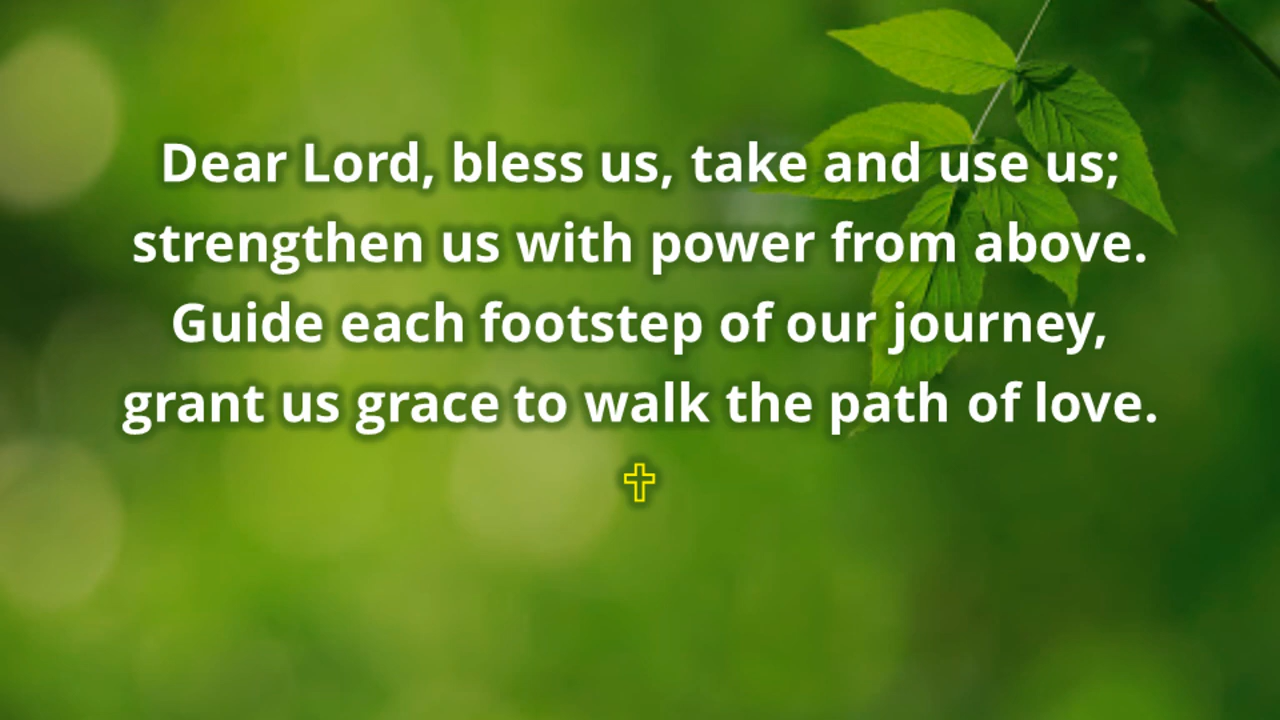 Dear Lord, bless us, take and use us;
strengthen us with power from above.
Guide each footstep of our journey,
grant us grace to walk the path of love.